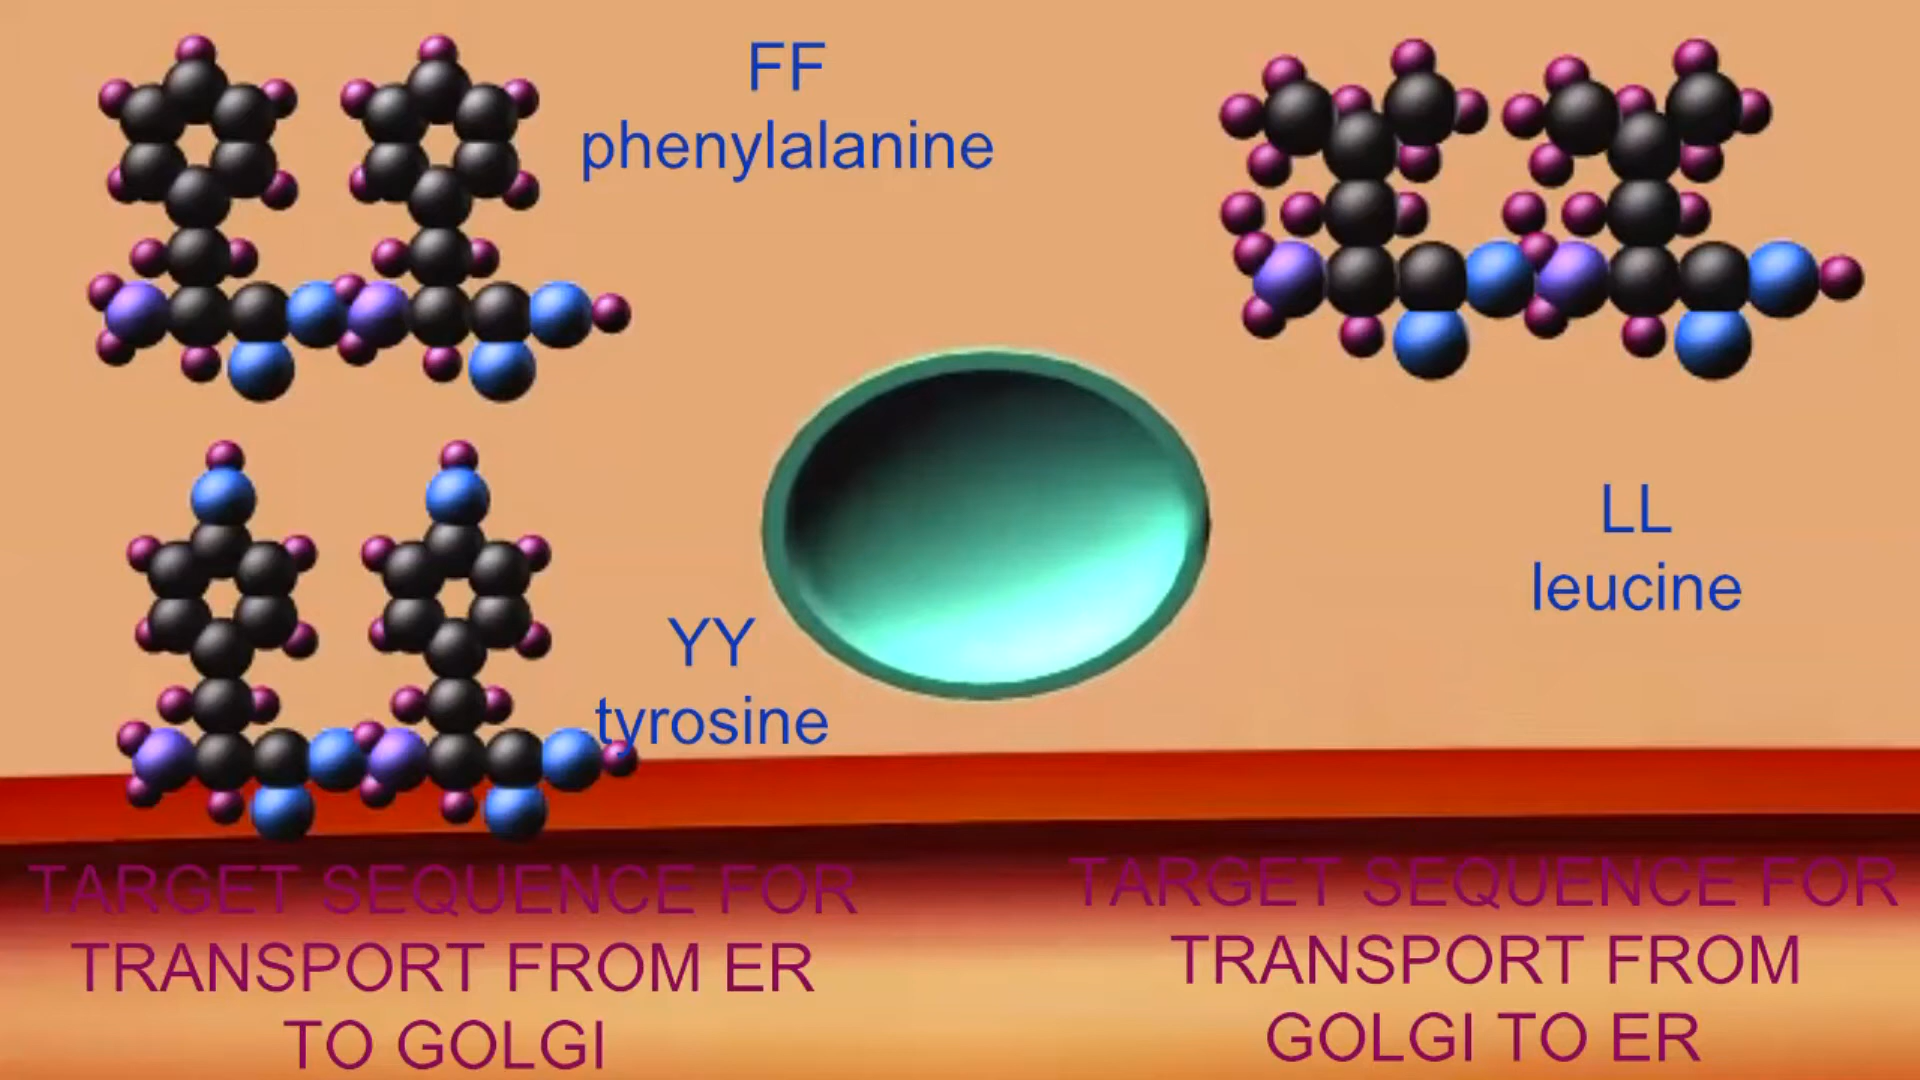 FF
phenylalanine
YY
tyrosine
TARGET SEQUENCE FOR
TRANSPORT FROM ER
TO GOLGI
LL
leucine
TARGET SEQUENCE FOR
TRANSPORT FROM
GOLGI TO ER